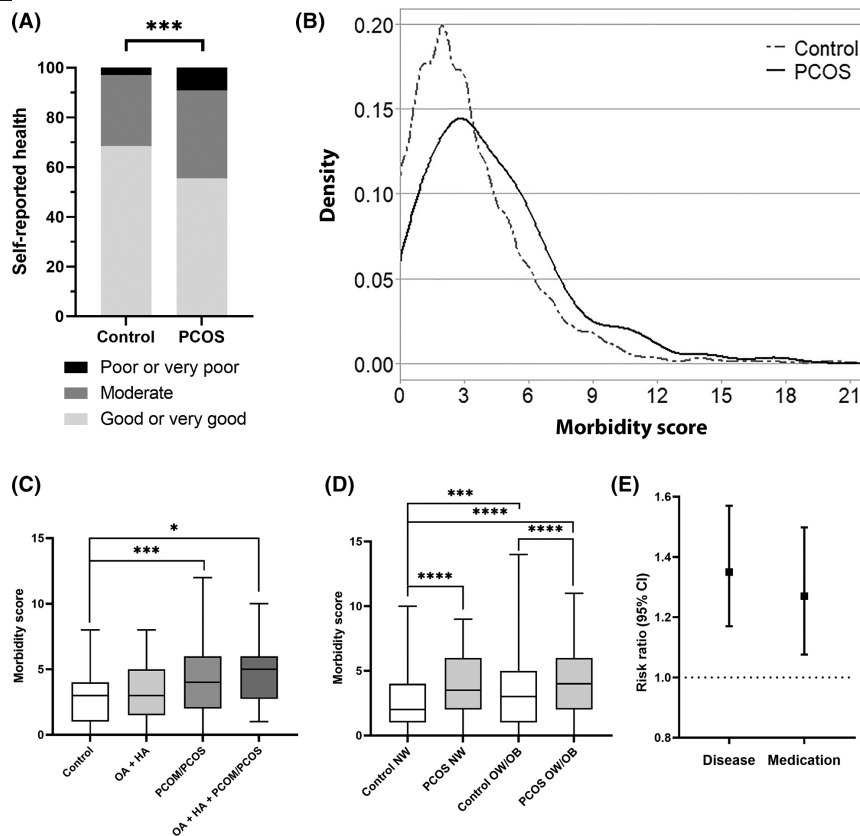 (A)
***
Self-reported health
100
80
60
40
20
0
Control PCOS
Poor or very poor
Moderate
Good or very good
(B)
Density
0.20
0.15
0.10
0.05
0.00
Control
PCOS
0 3 6 9 12 15 18 21
Morbidity score
(C)
Morbidity score
15
10
5
0
*
***
Control
OA + HA
PCOM/PCOS
OA + HA + PCOM/PCOS
(D)
Morbidity score
15
10
5
0
***
****
****
****
Control NW
PCOS NW
Control OW/OB
PCOS OW/OB
(E)
Risk ratio (95% CI)
1.6
1.4
1.2
1.0
0.8
Disease Medication